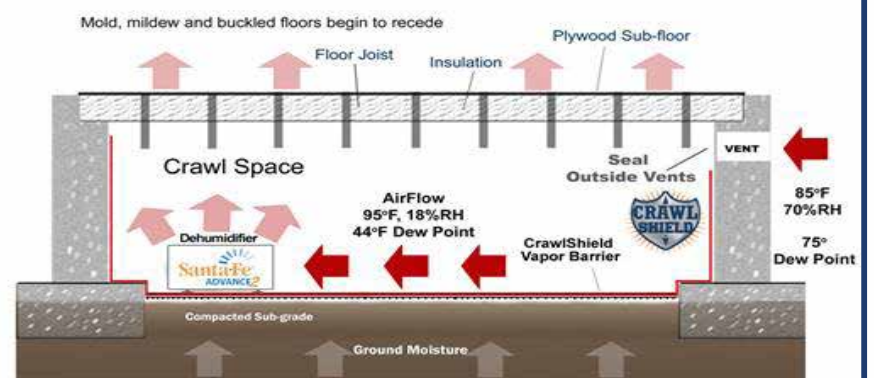 Mold, mildew and buckled floors begin to recede
Plywood Sub-floor
Floor Joist
Insulation
Crawl Space
Seal
Outside Vents
VENT
AirFlow
95°F, 18%RH
44°F Dew Point
CRAWL
SHIELD
85°F
70%RH
75°
Dew Point
Dehumidifier
SantaFe
ADVANCE2
CrawlShield
Vapor Barrier
Compacted Sub-grade
Ground Moisture